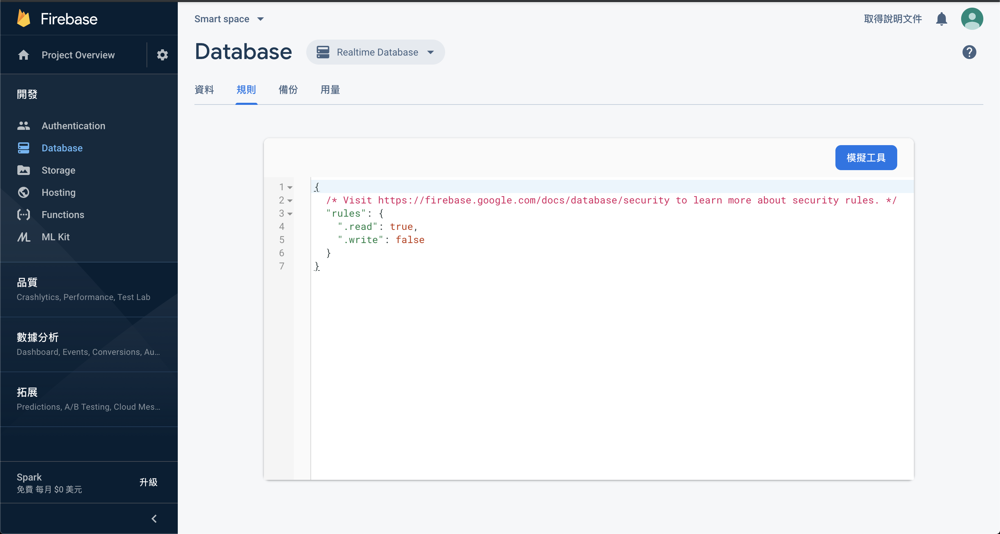 Firebase
Project Overview
開發
Authentication
Database
Storage
Hosting
Functions
ML Kit
品質
Crashlytics, Performance, Test Lab
數據分析
Dashboard, Events, Conversions, Au...
拓展
Predictions, A/B Testing, Cloud Mes...
Spark
免費 每月 $0 美元
升級
Smart space
取得說明文件
Database
Realtime Database
資料 規則 備份 用量
模擬工具
1 {
2 /* Visit https://firebase.google.com/docs/database/security to learn more about security rules. */
3 "rules": {
4 ".read": true,
5 ".write": false
6 }
7 }